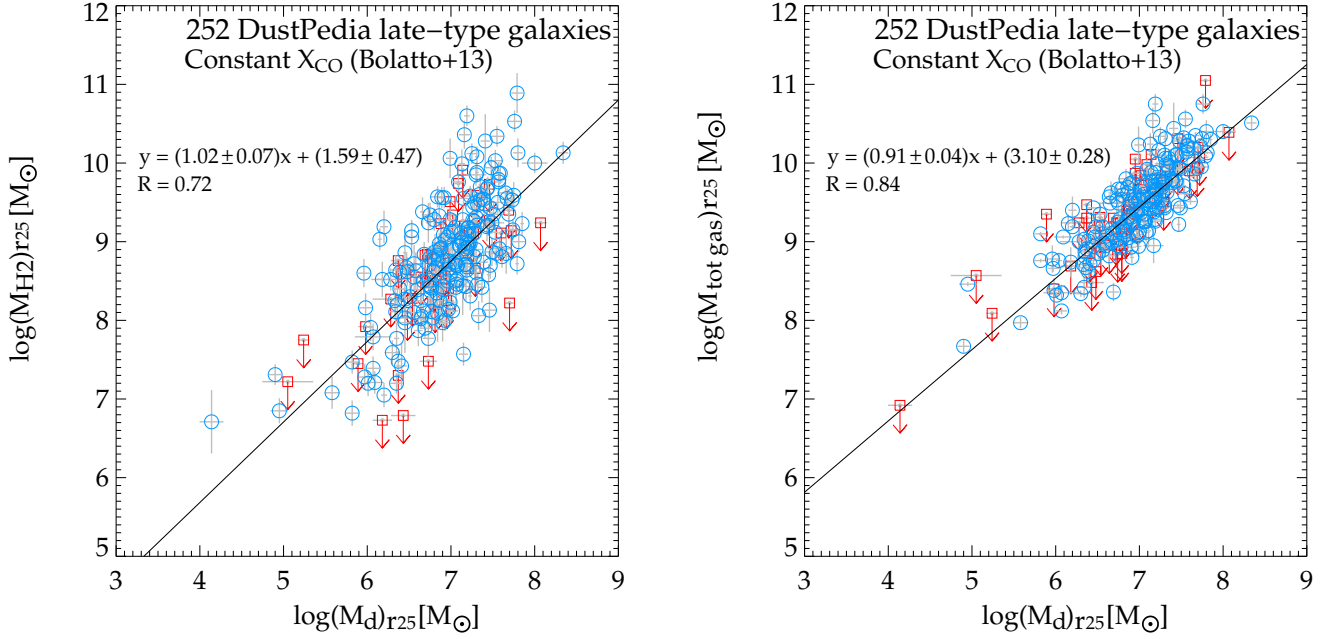 252 DustPedia late–type galaxies
Constant X_CO (Bolatto+13)
y = (1.02±0.07)x + (1.59± 0.47)
R = 0.72
12
11
10
9
8
7
6
5
3 4 5 6 7 8 9
log(M_H2)r25[M_⊙]
log(M_d)r25[M_⊙]
252 DustPedia late–type galaxies
Constant X_CO (Bolatto+13)
y = (0.91±0.04)x + (3.10± 0.28)
R = 0.84
12
11
10
9
8
7
6
5
3 4 5 6 7 8 9
log(M_tot gas)r25[M_⊙]
log(M_d)r25[M_⊙]